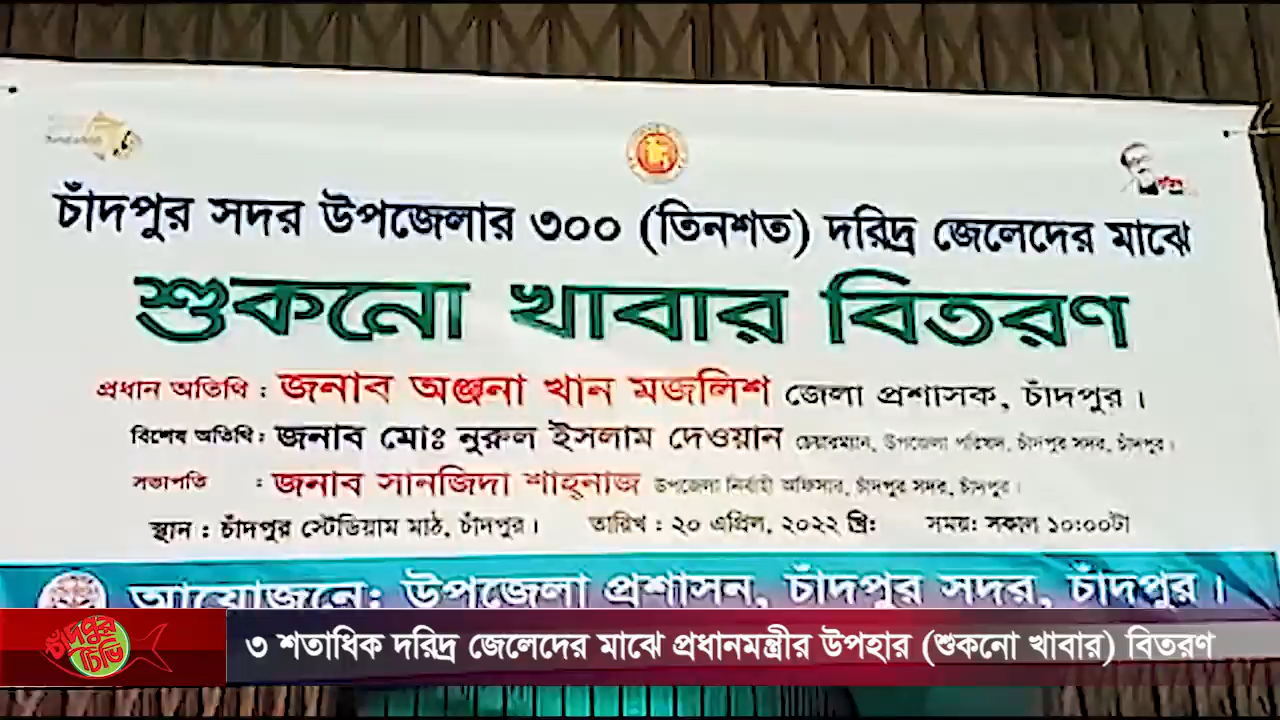 চাঁদপুর সদর উপজেলার ৩০০ (তিনশত) দরিদ্র জেলেদের মাঝে
শুকনো খাবার বিতরণ
প্রধান অতিথি : জনাব অঞ্জনা খান মজলিশ জেলা প্রশাসক, চাঁদপুর।
বিশেষ অতিথি: জনাব মোঃ নুরুল ইসলাম দেওয়ান চেয়ারম্যান, উপজেলা পরিষদ, চাঁদপুর সদর, চাঁদপুর।
সভাপতি : জনাব সানজিদা শাহনাজ উপজেলা নির্বাহী অফিসার, চাঁদপুর সদর, চাঁদপুর।
স্থান : চাঁদপুর স্টেডিয়াম মাঠ, চাঁদপুর। তারিখ : ২০ এপ্রিল, ২০২২ খ্রি: সময়: সকাল ১০:০০টা
আয়োজনে: উপজেলা প্রশাসন, চাঁদপুর সদর, চাঁদপুর।
চাঁদপুর টিভি
৩ শতাধিক দরিদ্র জেলেদের মাঝে প্রধানমন্ত্রীর উপহার (শুকনো খাবার) বিতরণ